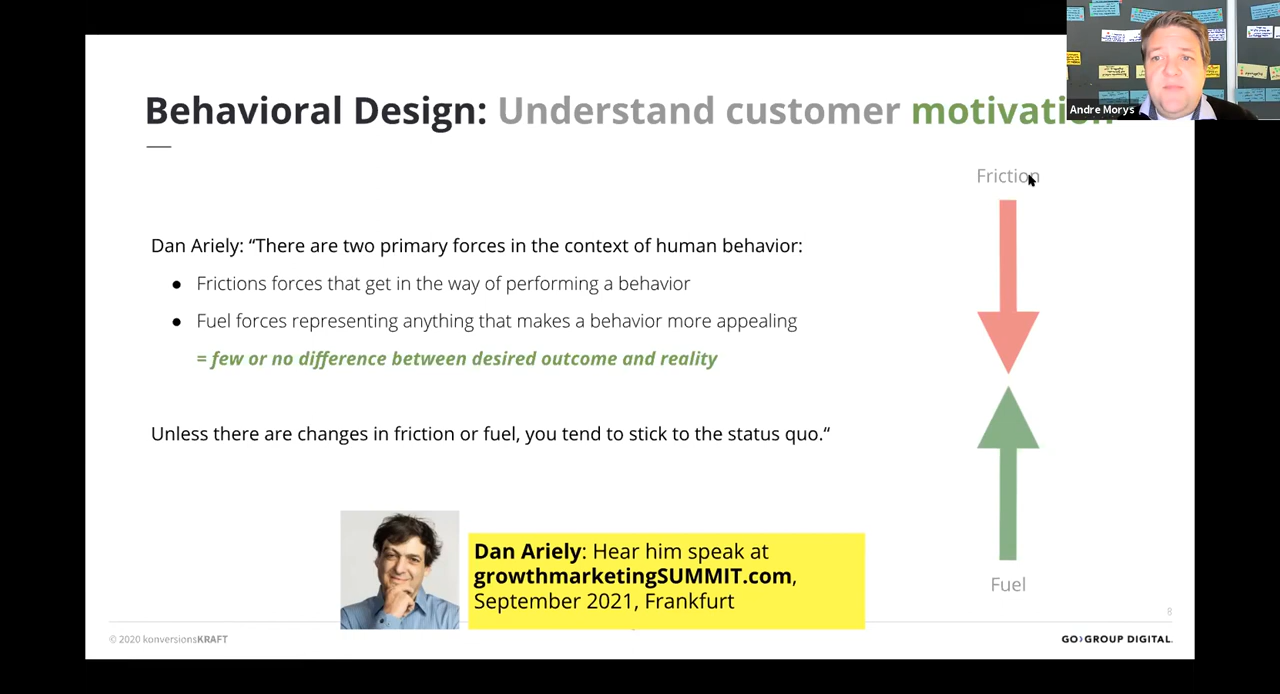 Andre Morys
Behavioral Design: Understand customer motivation
Friction
Dan Ariely: “There are two primary forces in the context of human behavior:
● Frictions forces that get in the way of performing a behavior
● Fuel forces representing anything that makes a behavior more appealing
= few or no difference between desired outcome and reality
Unless there are changes in friction or fuel, you tend to stick to the status quo.“
Dan Ariely: Hear him speak at
growthmarketingSUMMIT.com,
September 2021, Frankfurt
Fuel
8
© 2020 konversionsKRAFT
GO〉GROUP DIGITAL.